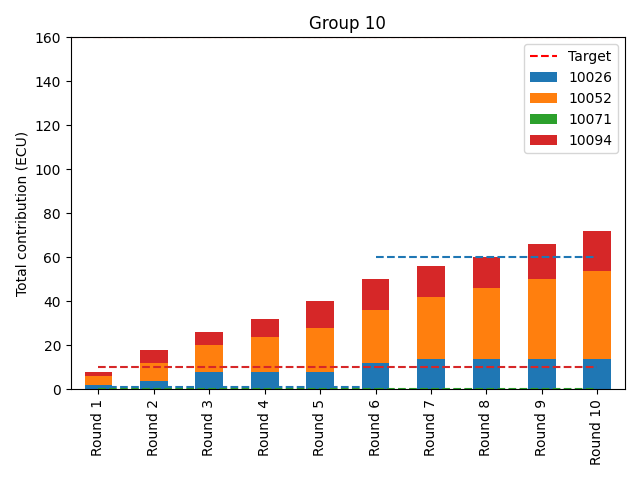 Group 10
Total contribution (ECU)
160
140
120
100
80
60
40
20
0
Target
10026
10052
10071
10094
Round 1
Round 2
Round 3
Round 4
Round 5
Round 6
Round 7
Round 8
Round 9
Round 10